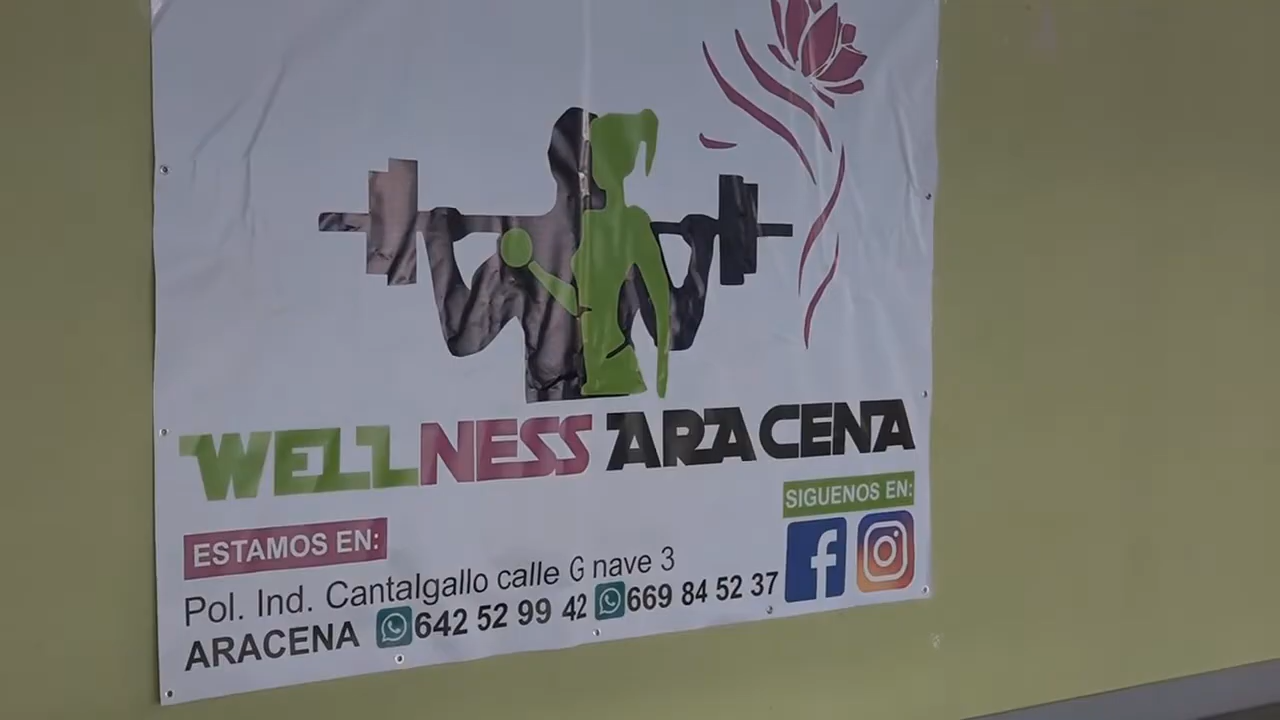 WELLNESS ARACENA
SIGUENOS EN:
ESTAMOS EN:
Pol. Ind. Cantalgallo calle G nave 3
ARACENA 642 52 99 42 669 84 52 37